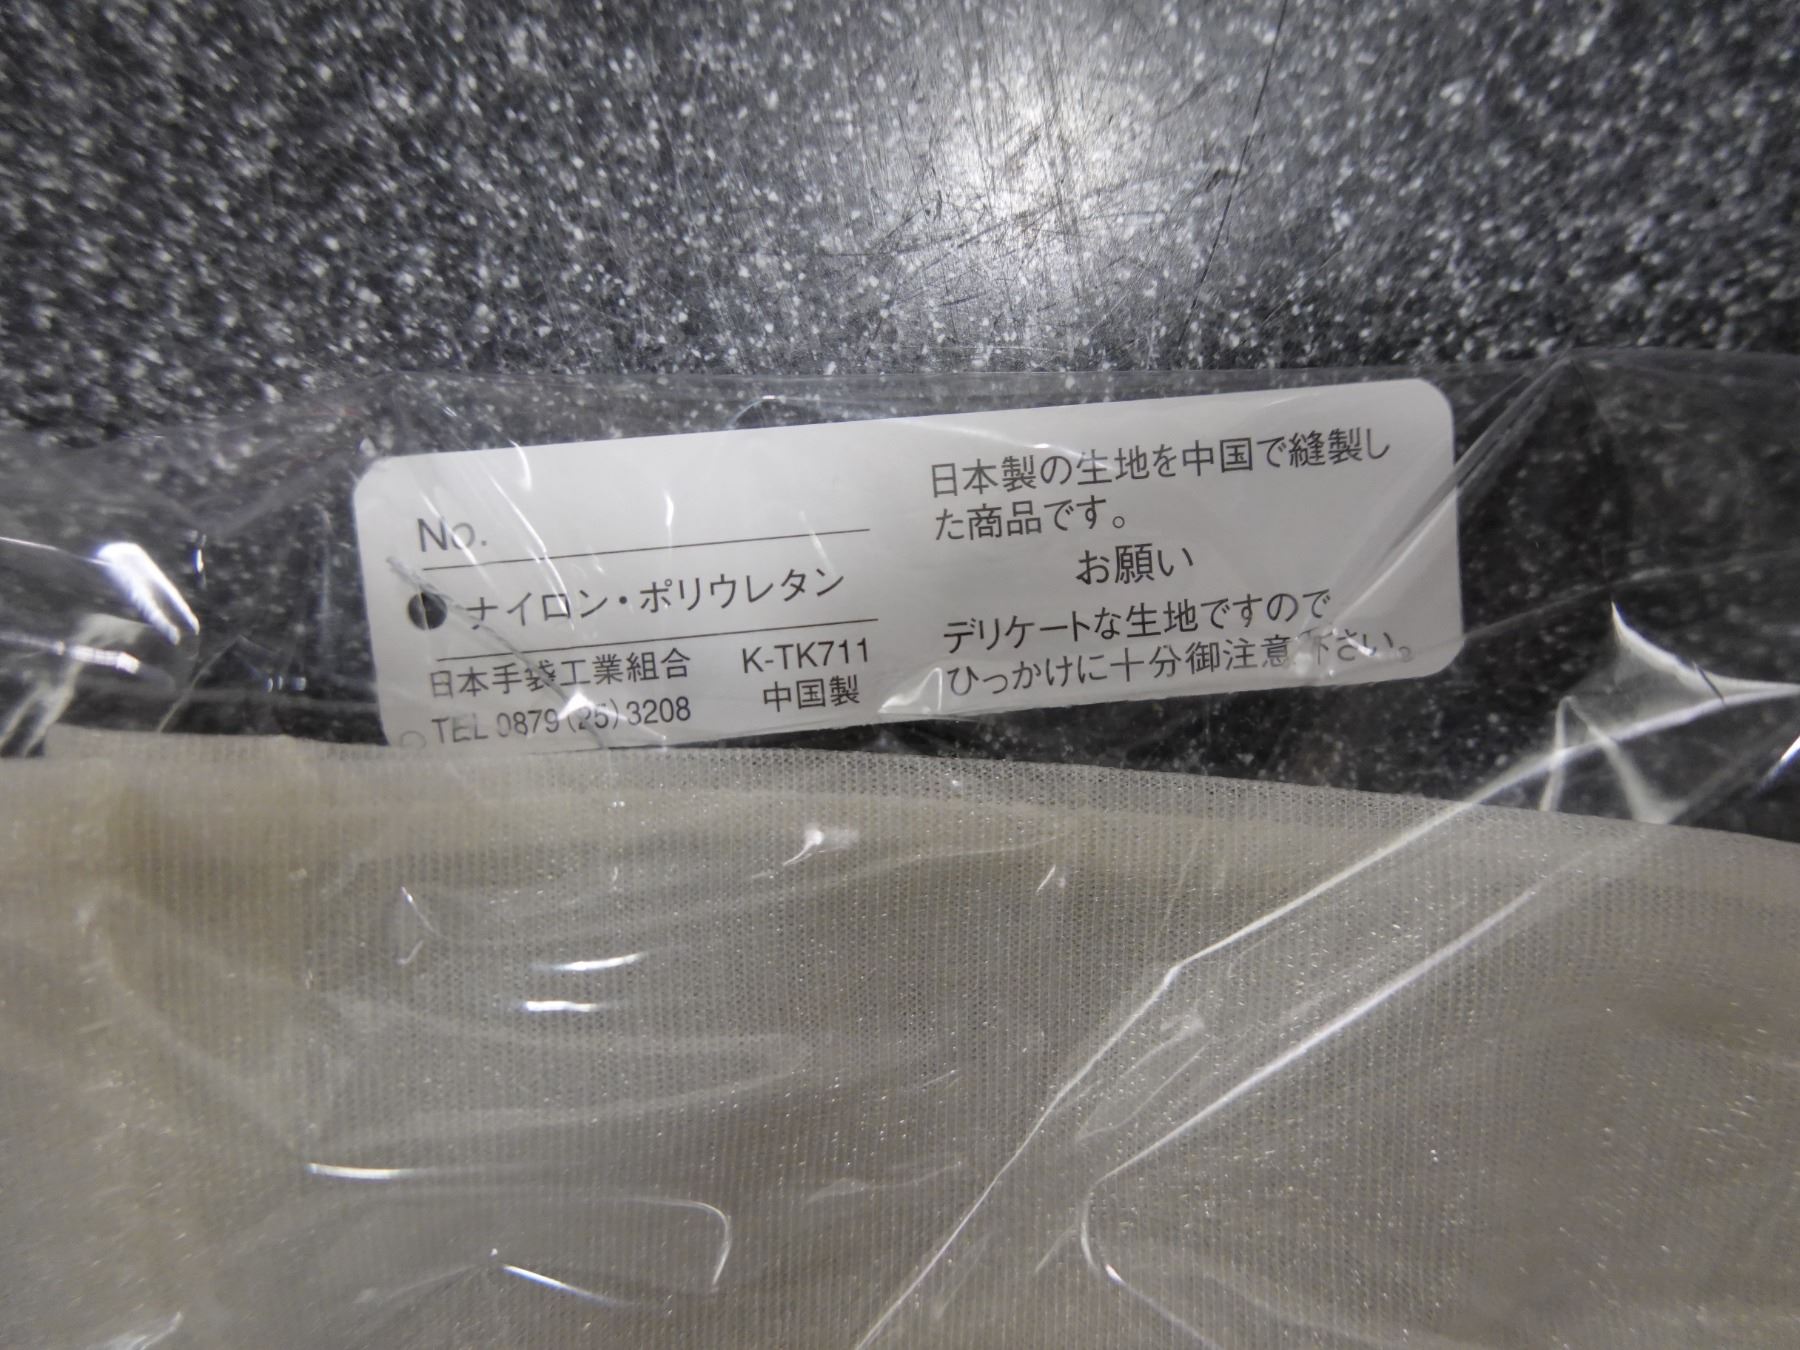 No.
ナイロン・ポリウレタン
日本手袋工業組合 K-TK711
中国製
TEL 0879(25)3208
日本製の生地を中国で縫製し
た商品です。
お願い
デリケートな生地ですので
ひっかけに十分御注意下さい。